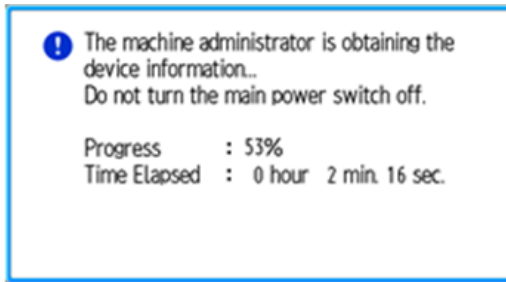 The machine administrator is obtaining the
device information...
Do not turn the main power switch off.
Progress : 53%
Time Elapsed : 0 hour 2 min. 16 sec.